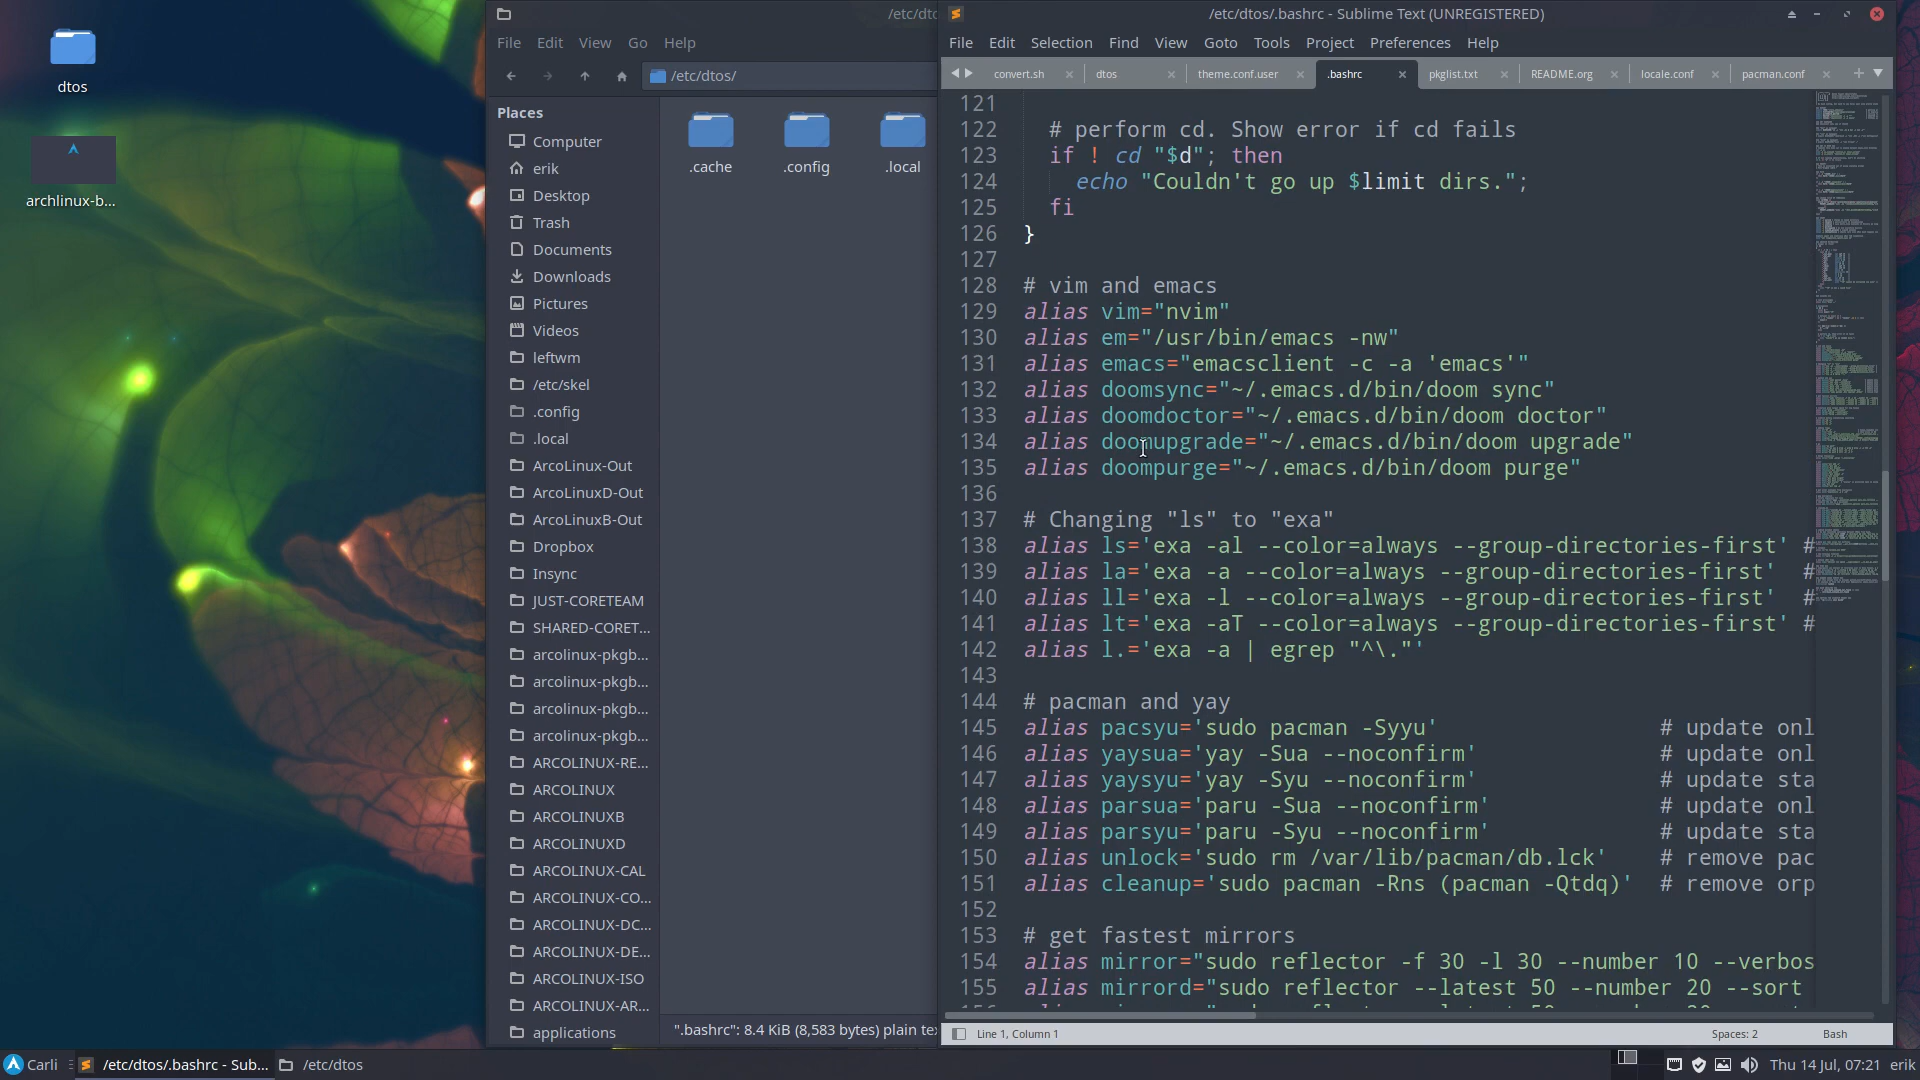 dtos
archlinux-b...
/etc/dtc
File Edit View Go Help
/etc/dtos/
Places
Computer
erik
Desktop
Trash
Documents
Downloads
Pictures
Videos
leftwm
/etc/skel
.config
.local
ArcoLinux-Out
ArcoLinuxD-Out
ArcoLinuxB-Out
Dropbox
Insync
JUST-CORETEAM
SHARED-CORET...
arcolinux-pkgb...
arcolinux-pkgb...
arcolinux-pkgb...
arcolinux-pkgb...
ARCOLINUX-RE...
ARCOLINUX
ARCOLINUXB
ARCOLINUXD
ARCOLINUX-CAL
ARCOLINUX-CO...
ARCOLINUX-DC...
ARCOLINUX-DE...
ARCOLINUX-ISO
ARCOLINUX-AR...
applications
.cache .config .local
".bashrc": 8.4 KiB (8,583 bytes) plain te
/etc/dtos/.bashrc - Sublime Text (UNREGISTERED)
File Edit Selection Find View Goto Tools Project Preferences Help
convert.sh dtos theme.conf.user .bashrc pkglist.txt README.org locale.conf pacman.conf
121
122 # perform cd. Show error if cd fails
123 if ! cd "$d"; then
124 echo "Couldn't go up $limit dirs.";
125 fi
126 }
127
128 # vim and emacs
129 alias vim="nvim"
130 alias em="/usr/bin/emacs -nw"
131 alias emacs="emacsclient -c -a 'emacs'"
132 alias doomsync="~/.emacs.d/bin/doom sync"
133 alias doomdoctor="~/.emacs.d/bin/doom doctor"
134 alias doomupgrade="~/.emacs.d/bin/doom upgrade"
135 alias doompurge="~/.emacs.d/bin/doom purge"
136
137 # Changing "ls" to "exa"
138 alias ls='exa -al --color=always --group-directories-first' #
139 alias la='exa -a --color=always --group-directories-first' #
140 alias ll='exa -l --color=always --group-directories-first' #
141 alias lt='exa -aT --color=always --group-directories-first' #
142 alias l.='exa -a | egrep "^\."'
143
144 # pacman and yay
145 alias pacsyu='sudo pacman -Syyu' # update onl
146 alias yaysua='yay -Sua --noconfirm' # update onl
147 alias yaysyu='yay -Syu --noconfirm' # update sta
148 alias parsua='paru -Sua --noconfirm' # update onl
149 alias parsyu='paru -Syu --noconfirm' # update sta
150 alias unlock='sudo rm /var/lib/pacman/db.lck' # remove pac
151 alias cleanup='sudo pacman -Rns (pacman -Qtdq)' # remove orp
152
153 # get fastest mirrors
154 alias mirror="sudo reflector -f 30 -l 30 --number 10 --verbos
155 alias mirrord="sudo reflector --latest 50 --number 20 --sort
Line 1, Column 1 Spaces: 2 Bash
Carli /etc/dtos/.bashrc - Sub... /etc/dtos Thu 14 Jul, 07:21 erik